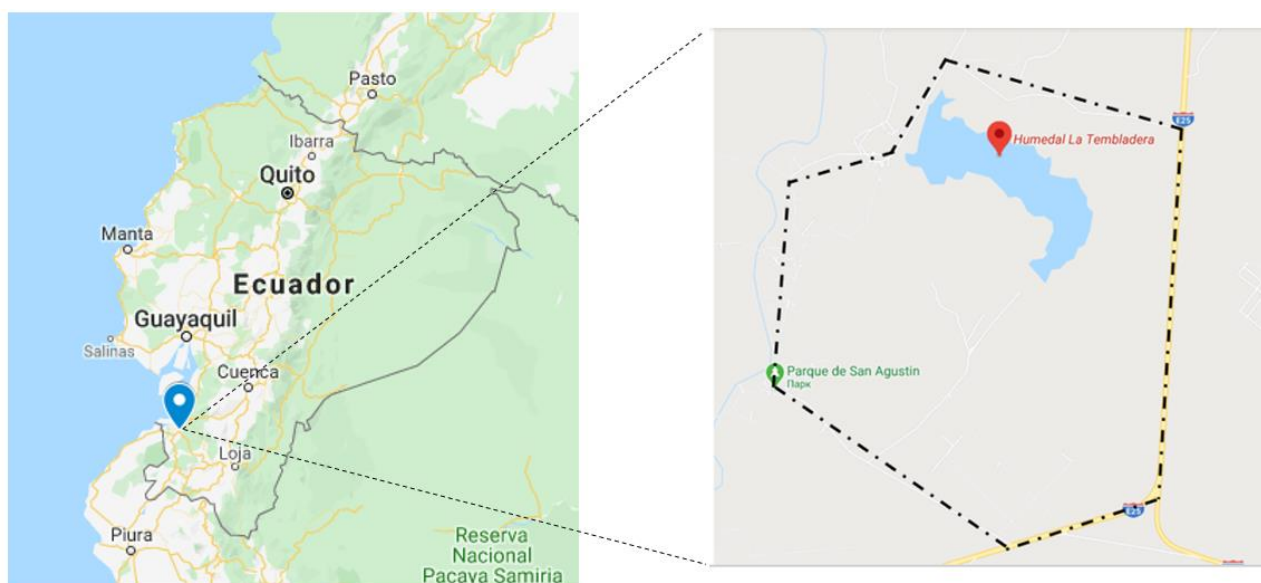 Pasto
Ibarra
Quito
Manta
Ecuador
Guayaquil
Salinas
Cuenca
Loja
Piura
Reserva
Nacional
Pacaya Samiria
E25
Humedal La Tembladera
Parque de San Agustin
Парк
E25